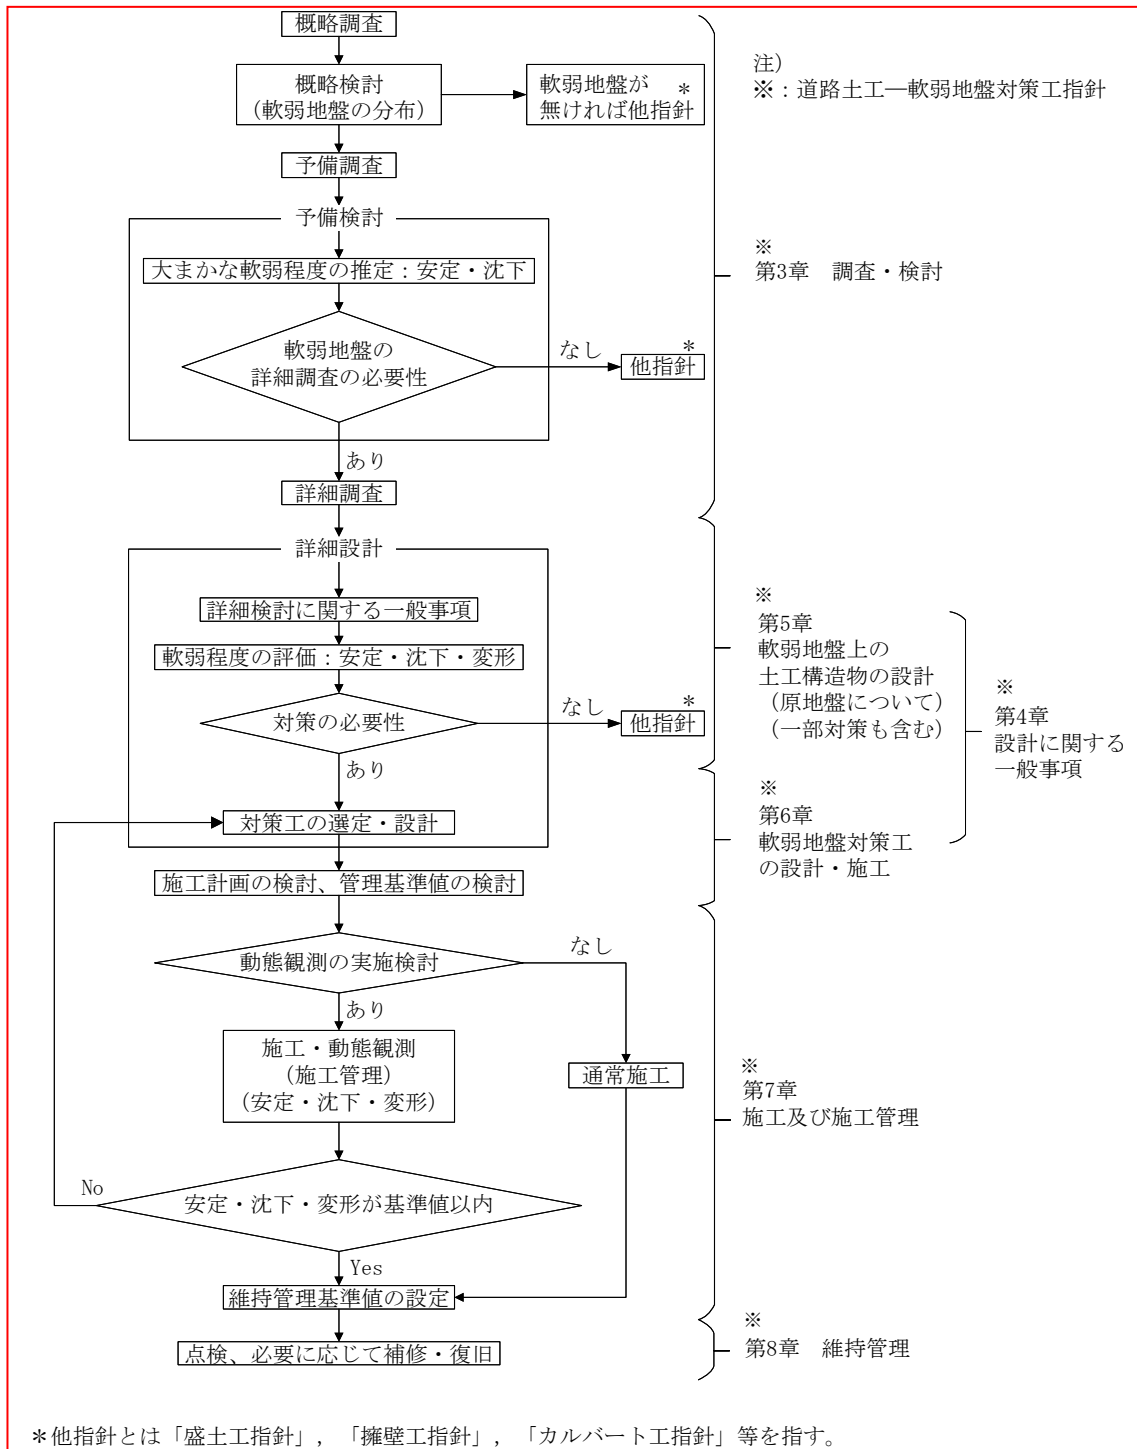 概略調査
概略検討
(軟弱地盤の分布)
軟弱地盤が
無ければ他指針
*
注)
※：道路土工―軟弱地盤対策工指針
予備調査
予備検討
大まかな軟弱程度の推定：安定・沈下
軟弱地盤の
詳細調査の必要性
なし
*
他指針
あり
※
第3章　調査・検討
詳細調査
詳細設計
詳細検討に関する一般事項
軟弱程度の評価：安定・沈下・変形
対策の必要性
なし
*
他指針
あり
対策工の選定・設計
※
第5章
軟弱地盤上の
土工構造物の設計
(原地盤について)
(一部対策も含む)
※
第4章
設計に関する
一般事項
※
第6章
軟弱地盤対策工
の設計・施工
施工計画の検討、管理基準値の検討
動態観測の実施検討
なし
あり
施工・動態観測
(施工管理)
(安定・沈下・変形)
通常施工
※
第7章
施工及び施工管理
No
安定・沈下・変形が基準値以内
Yes
維持管理基準値の設定
点検、必要に応じて補修・復旧
※
第8章　維持管理
*他指針とは「盛土工指針」，「擁壁工指針」，「カルバート工指針」等を指す。